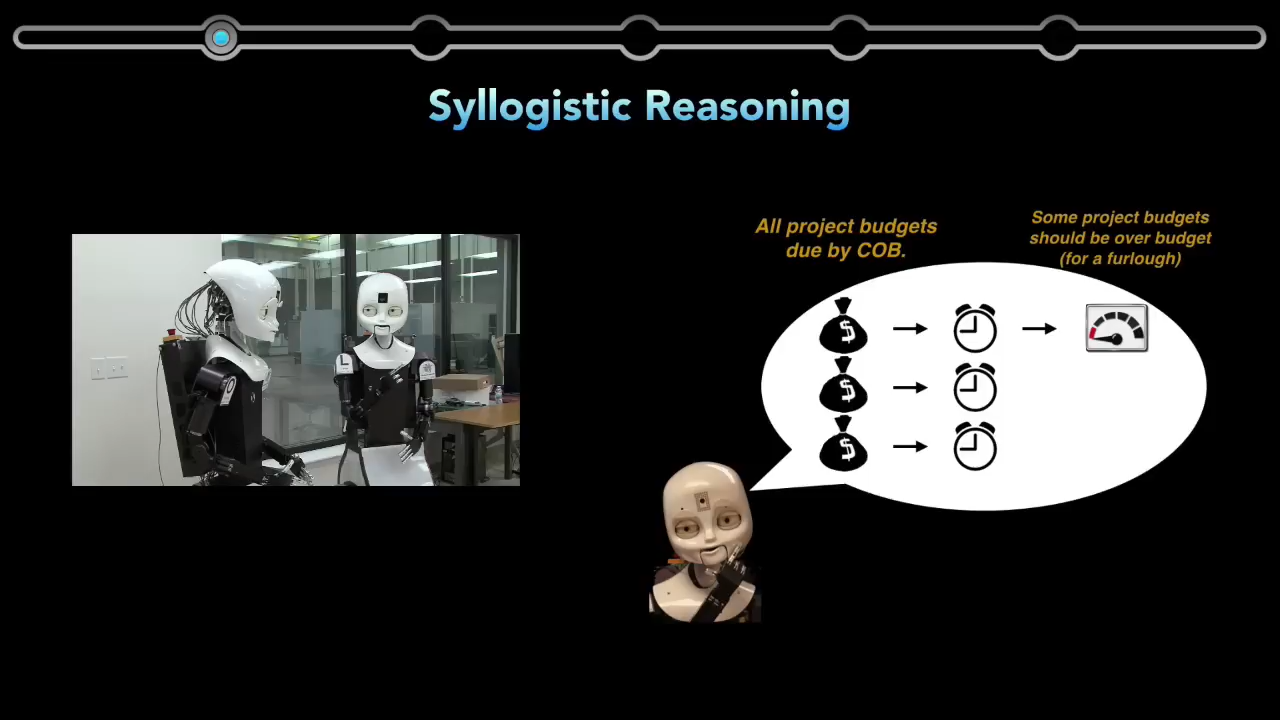 Syllogistic Reasoning
All project budgets
due by COB.
Some project budgets
should be over budget
(for a furlough)
$
$
$
L